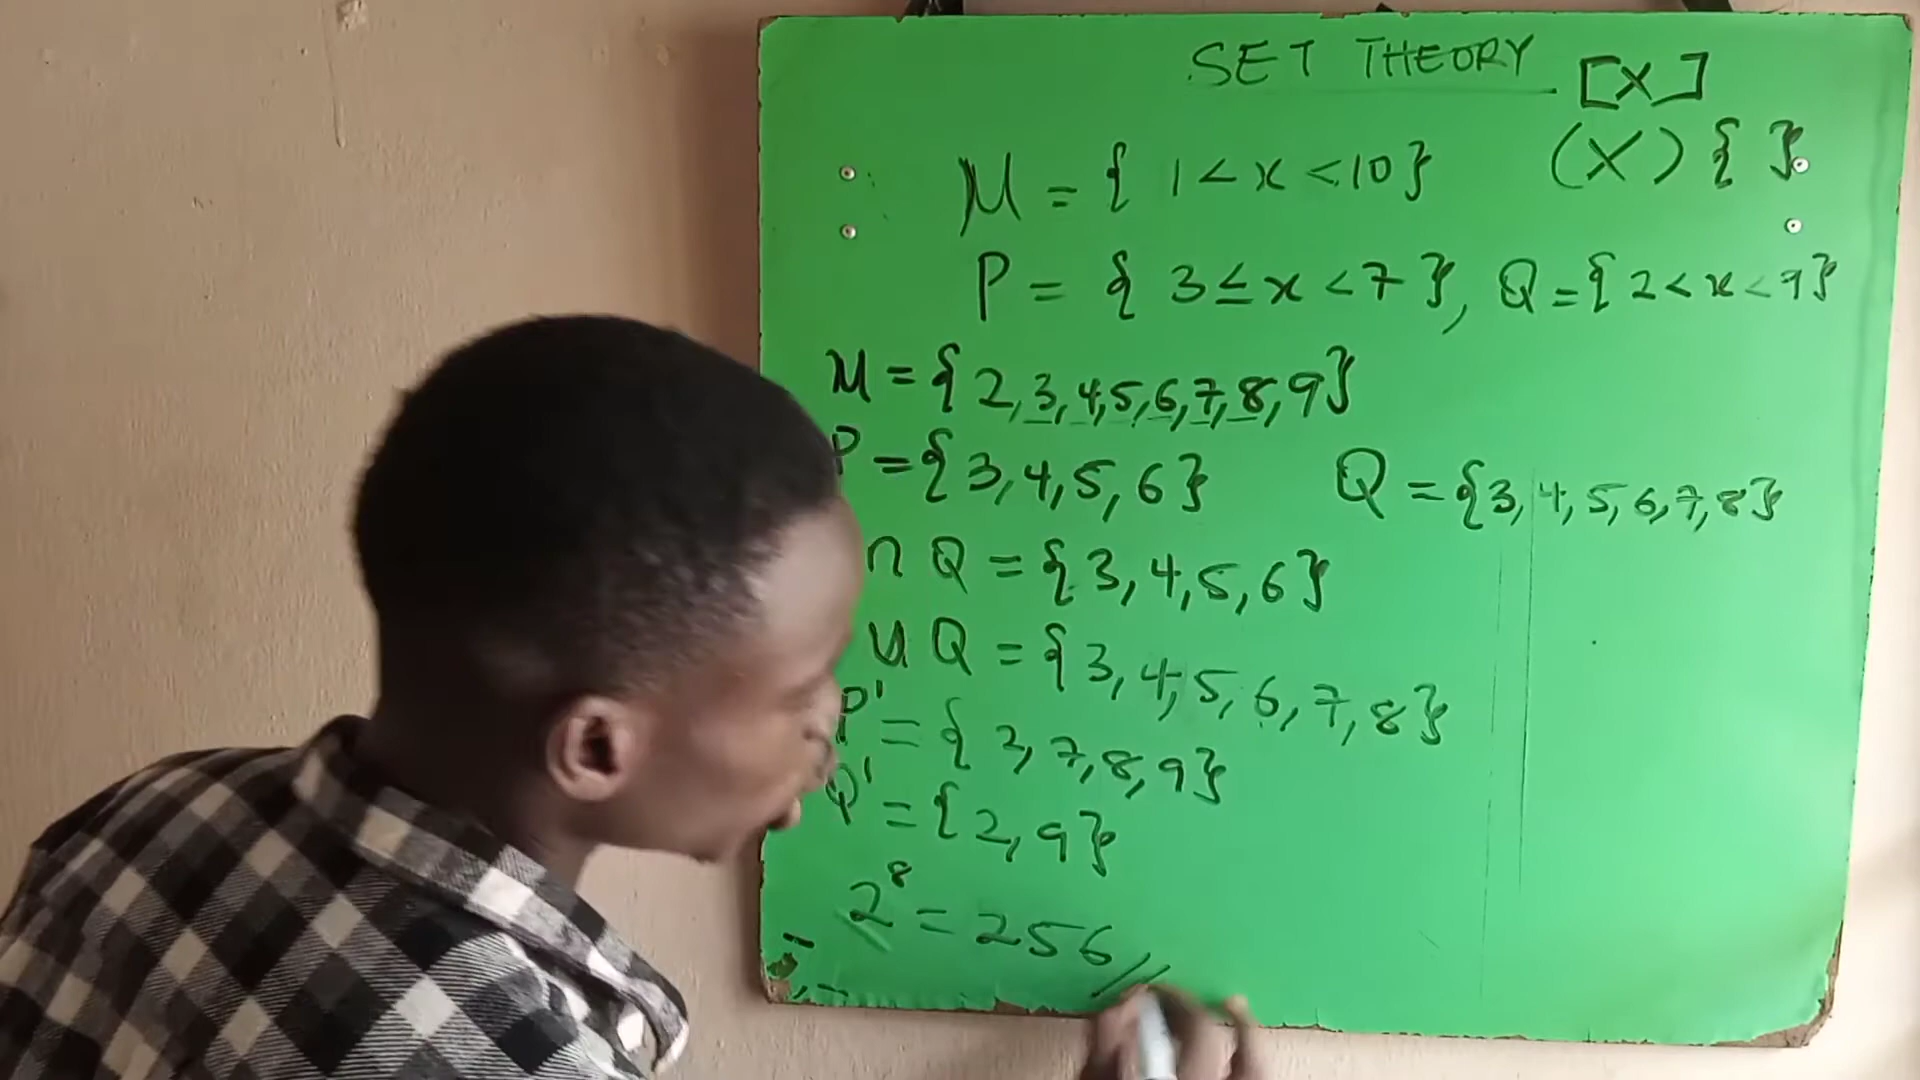 SET THEORY [X]
(X) { }
M = { 1 < x < 10 }
P = { 3 ≤ x < 7 }, Q = { 2 < x < 9 }
M = { 2, 3, 4, 5, 6, 7, 8, 9 }
P = { 3, 4, 5, 6 } Q = { 3, 4, 5, 6, 7, 8 }
∩ Q = { 3, 4, 5, 6 }
U Q = { 3, 4, 5, 6, 7, 8 }
P' = { 2, 7, 8, 9 }
Q' = { 2, 9 }
2⁸ = 256 //